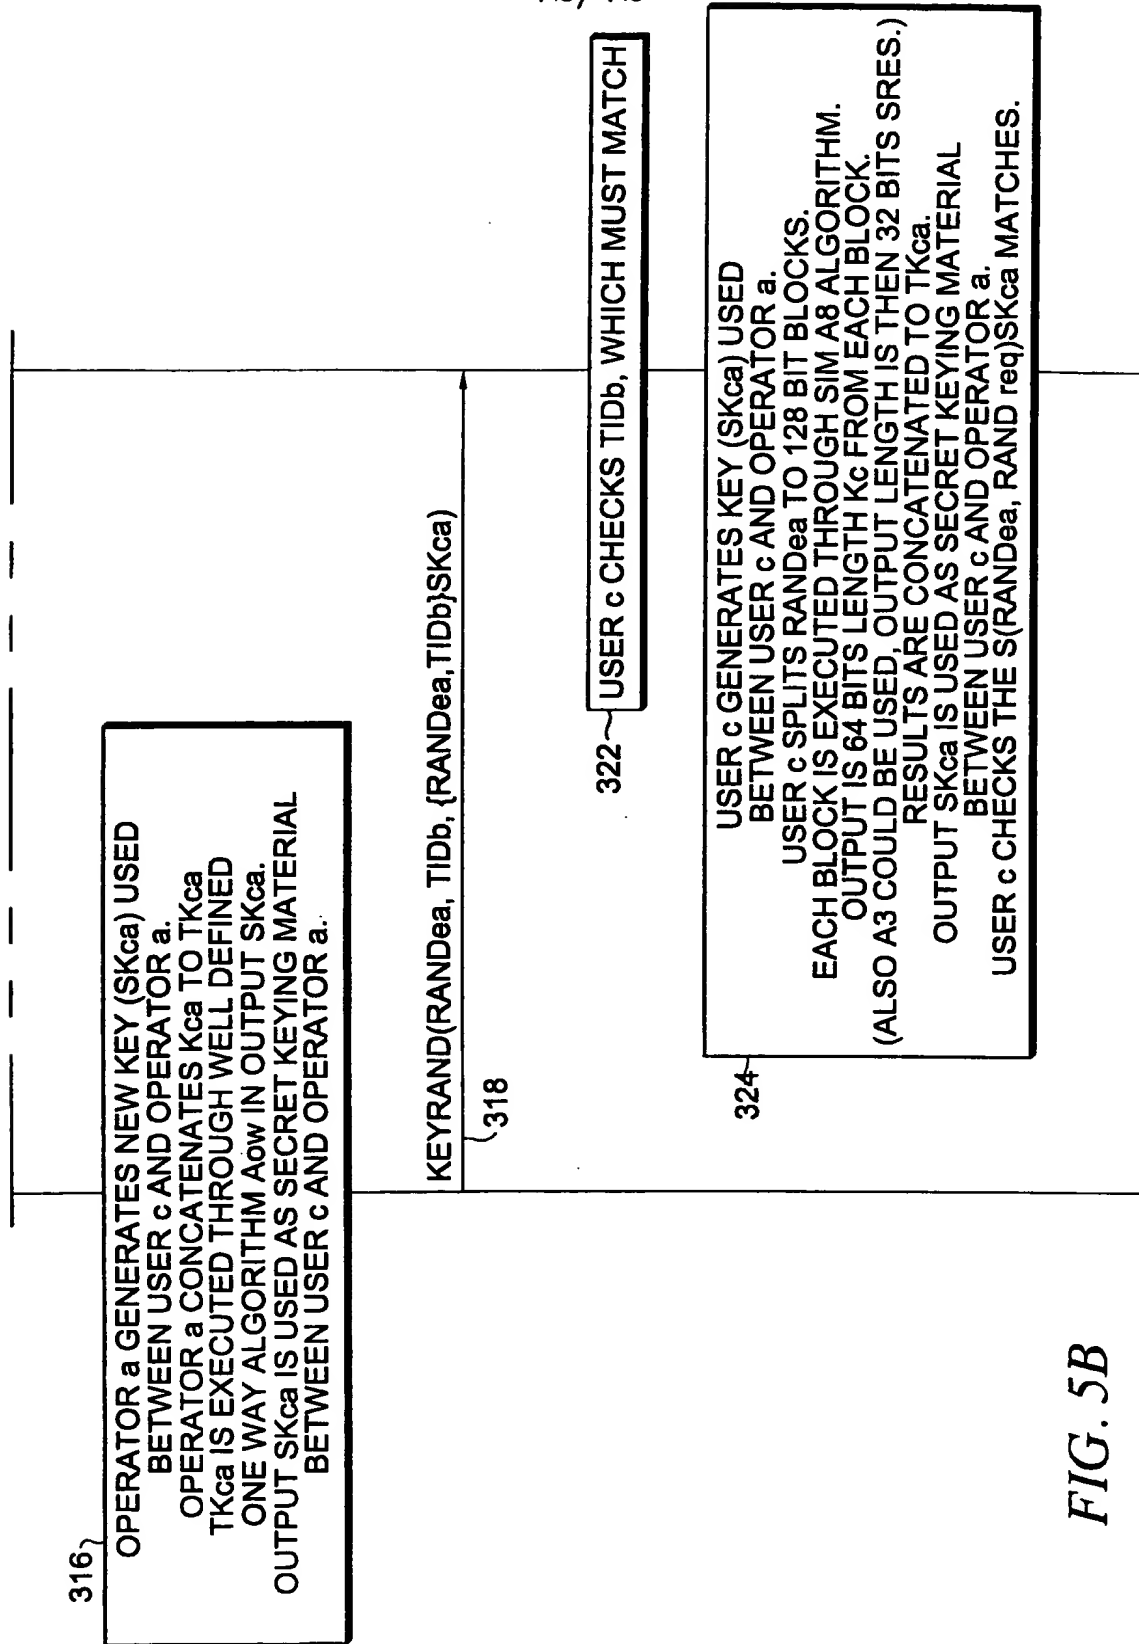 316
OPERATOR a GENERATES NEW KEY (SKca) USED
BETWEEN USER c AND OPERATOR a.
OPERATOR a CONCATENATES Kca TO TKca
TKca IS EXECUTED THROUGH WELL DEFINED
ONE WAY ALGORITHM Aow IN OUTPUT SKca.
OUTPUT SKca IS USED AS SECRET KEYING MATERIAL
BETWEEN USER c AND OPERATOR a.
KEYRAND(RANDea, TIDb, {RANDea,TIDb}SKca)
318
322
USER c CHECKS TIDb, WHICH MUST MATCH
324
USER c GENERATES KEY (SKca) USED
BETWEEN USER c AND OPERATOR a.
USER c SPLITS RANDea TO 128 BIT BLOCKS.
EACH BLOCK IS EXECUTED THROUGH SIM A8 ALGORITHM.
OUTPUT IS 64 BITS LENGTH Kc FROM EACH BLOCK.
(ALSO A3 COULD BE USED, OUTPUT LENGTH IS THEN 32 BITS SRES.)
RESULTS ARE CONCATENATED TO TKca.
OUTPUT SKca IS USED AS SECRET KEYING MATERIAL
BETWEEN USER c AND OPERATOR a.
USER c CHECKS THE S(RANDea, RAND req)SKca MATCHES.
FIG. 5B